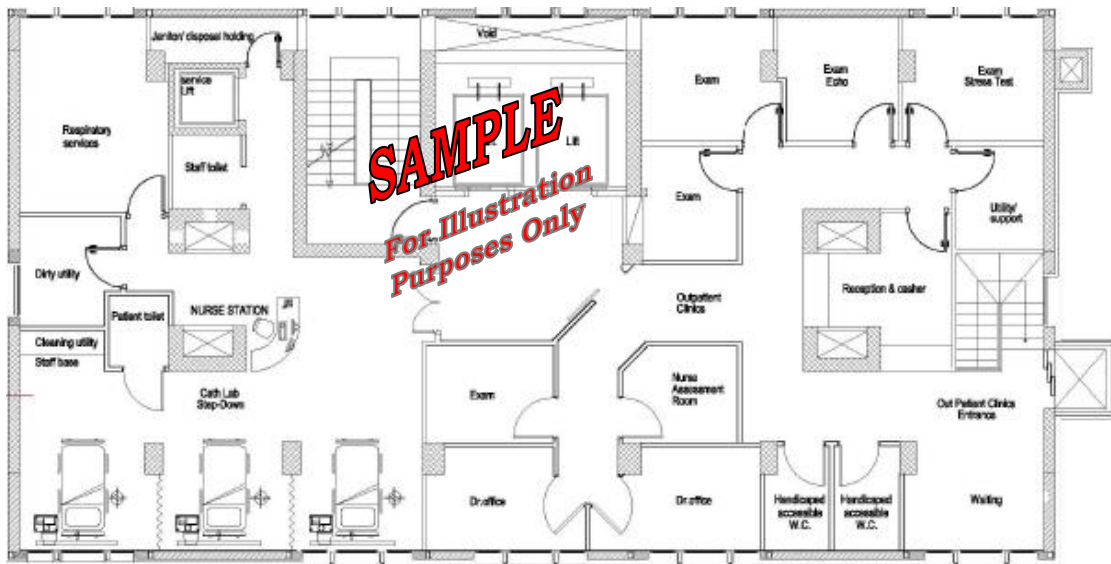 Janitor/ disposal holding
Void
service
Lift
Exam
Exam
Echo
Exam
Stress Test
Respiratory
services
SAMPLE
Lift
Staff toilet
For Illustration
Purposes Only
Exam
Utility/
support
Dirty utility
Patient toilet
NURSE STATION
Outpatient
Clinics
Reception & casher
Cleaning utility
Staff base
Cath Lab
Step-Down
Exam
Nurse
Assessment
Room
Out Patient Clinics
Entrance
Dr.office
Dr.office
Handicaped
accessible
W.C.
Handicaped
accessible
W.C.
Waiting